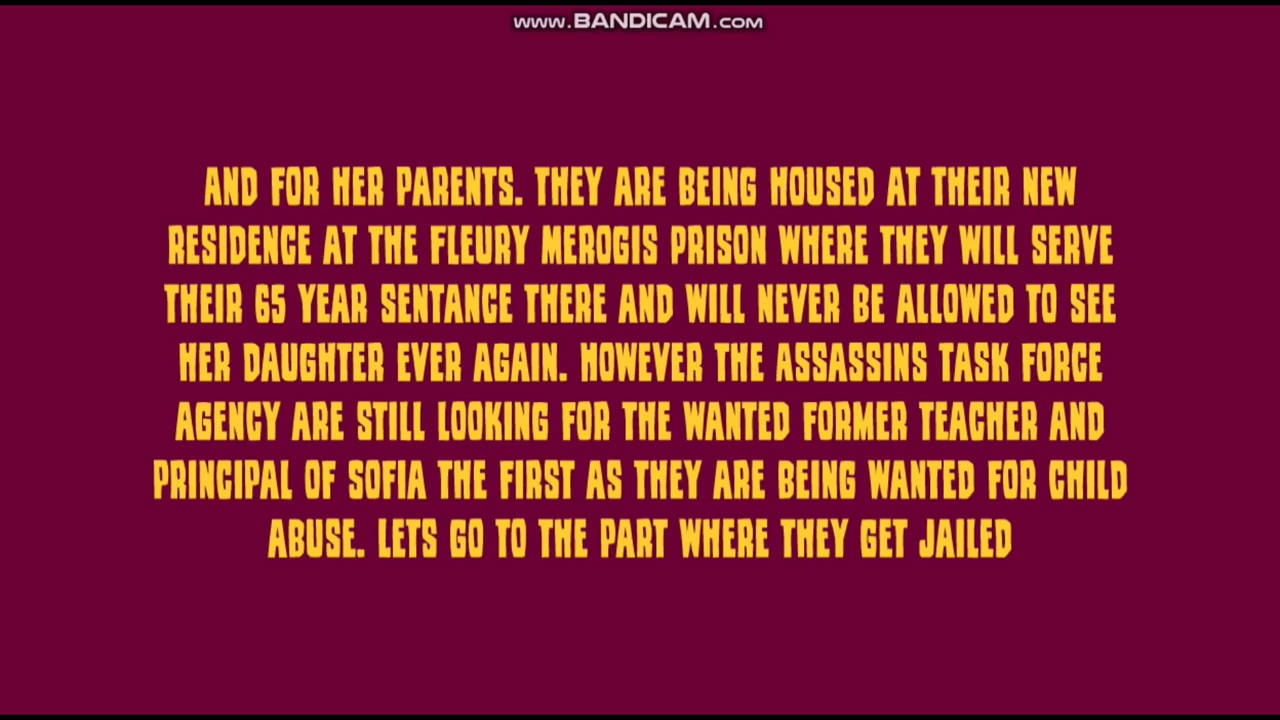 www.BANDICAM.com
AND FOR HER PARENTS. THEY ARE BEING HOUSED AT THEIR NEW
RESIDENCE AT THE FLEURY MEROGIS PRISON WHERE THEY WILL SERVE
THEIR 65 YEAR SENTANCE THERE AND WILL NEVER BE ALLOWED TO SEE
HER DAUGHTER EVER AGAIN. HOWEVER THE ASSASSINS TASK FORCE
AGENCY ARE STILL LOOKING FOR THE WANTED FORMER TEACHER AND
PRINCIPAL OF SOFIA THE FIRST AS THEY ARE BEING WANTED FOR CHILD
ABUSE. LETS GO TO THE PART WHERE THEY GET JAILED